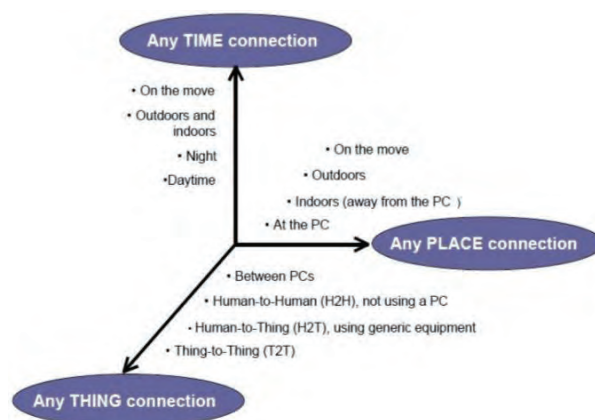 Any TIME connection
• On the move
• Outdoors and
indoors
• Night
•Daytime
• On the move
• Outdoors
• Indoors (away from the PC )
• At the PC
Any PLACE connection
• Between PCs
• Human-to-Human (H2H), not using a PC
• Human-to-Thing (H2T), using generic equipment
• Thing-to-Thing (T2T)
Any THING connection